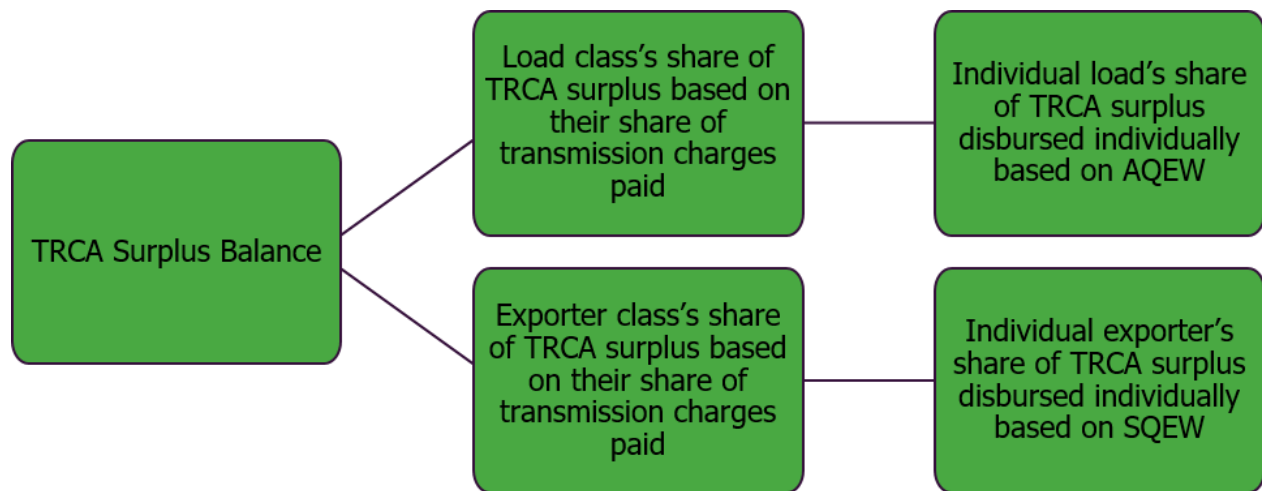 TRCA Surplus Balance
Load class’s share of
TRCA surplus based on
their share of
transmission charges
paid
Individual load’s share
of TRCA surplus
disbursed individually
based on AQEW
Exporter class’s share
of TRCA surplus based
on their share of
transmission charges
paid
Individual exporter’s
share of TRCA surplus
disbursed individually
based on SQEW